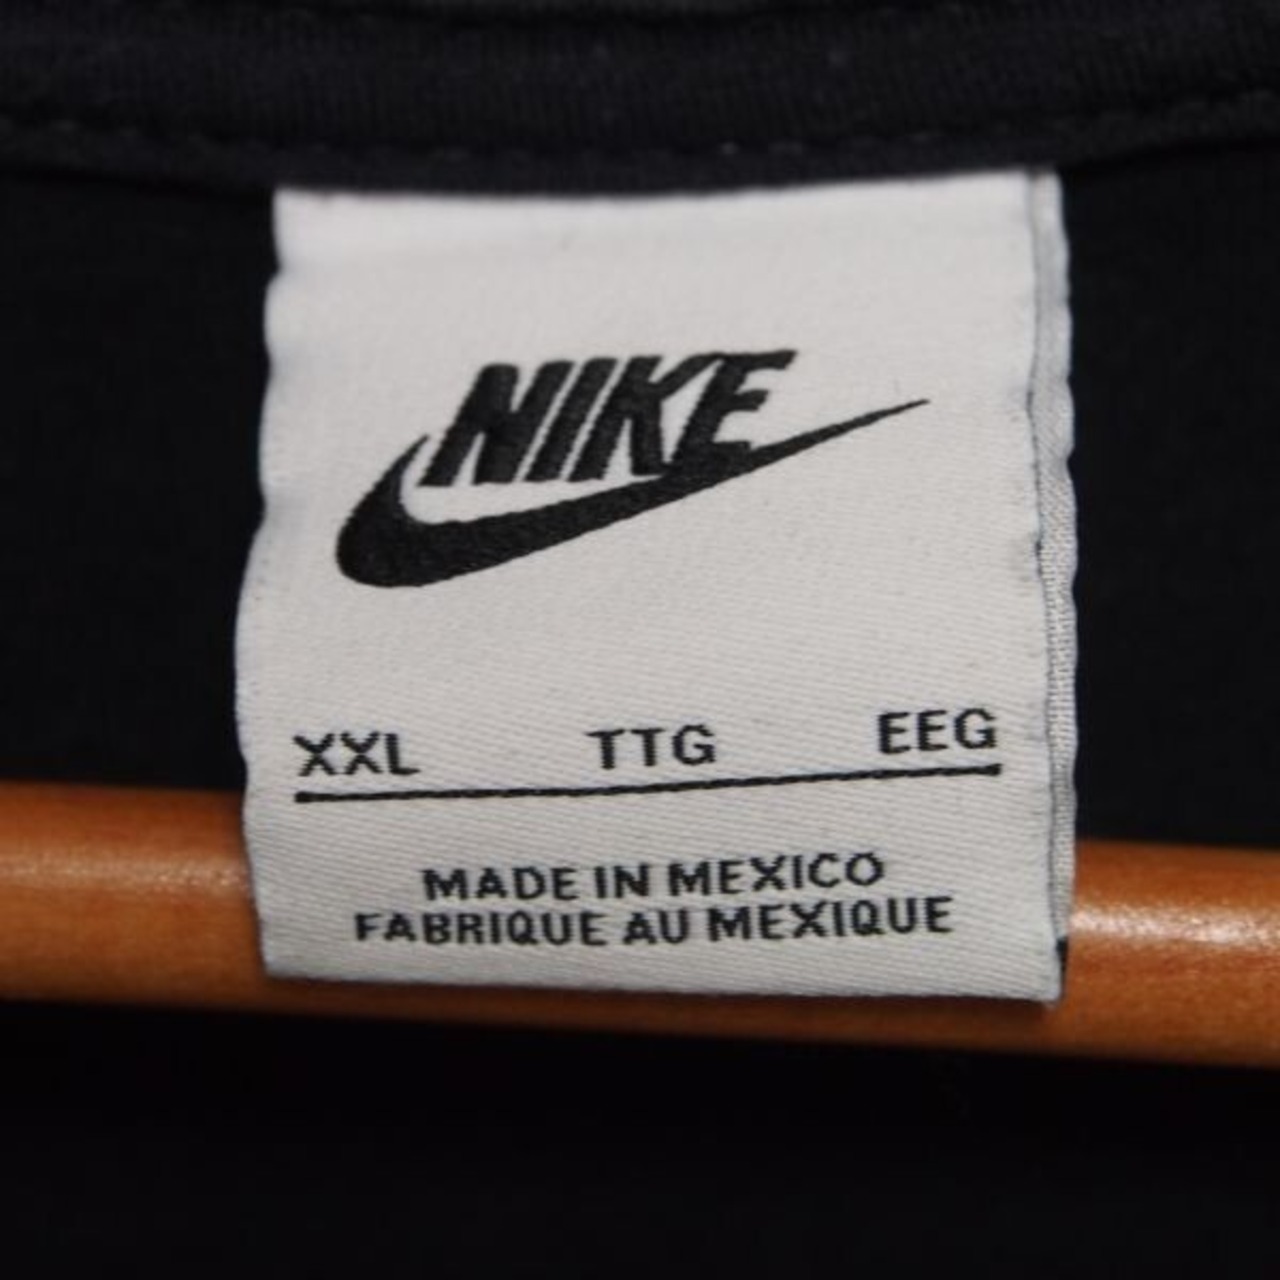 NIKE
XXL TTG EEG
MADE IN MEXICO
FABRIQUE AU MEXIQUE